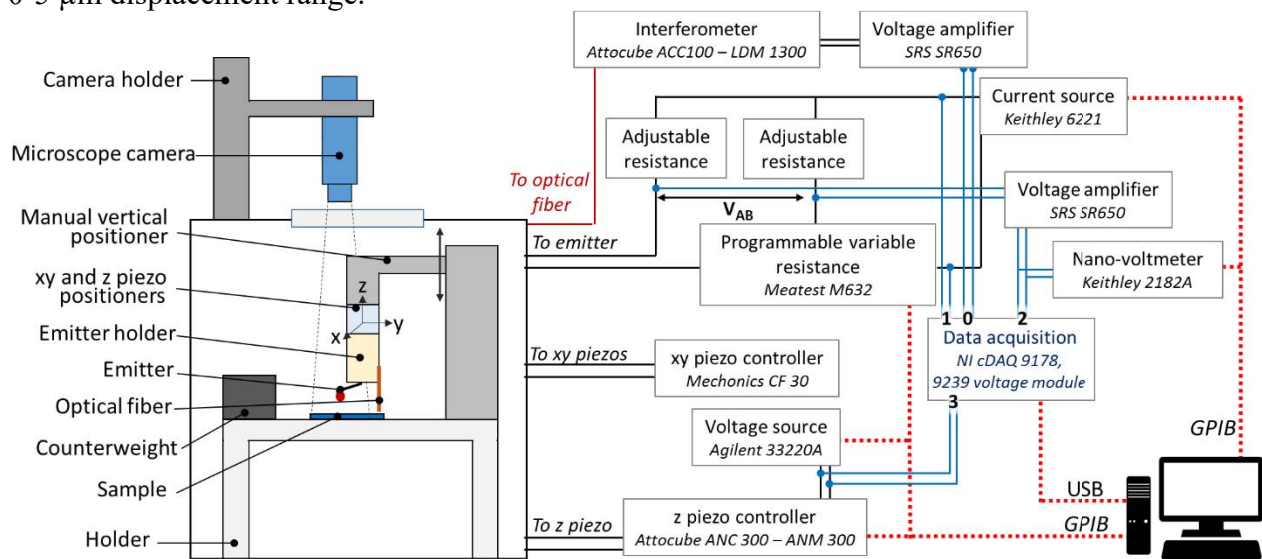 0-5 µm displacement range.
Camera holder
Microscope camera
Manual vertical
positioner
xy and z piezo
positioners
Emitter holder
Emitter
Optical fiber
Counterweight
Sample
Holder
z
y
x
To optical
fiber
To emitter
To xy piezos
To z piezo
Interferometer
Attocube ACC100 – LDM 1300
Voltage amplifier
SRS SR650
Current source
Keithley 6221
Adjustable
resistance
Adjustable
resistance
VAB
Voltage amplifier
SRS SR650
Programmable variable
resistance
Meatest M632
Nano-voltmeter
Keithley 2182A
1 0 2
Data acquisition
NI cDAQ 9178,
9239 voltage module
3
xy piezo controller
Mechonics CF 30
Voltage source
Agilent 33220A
z piezo controller
Attocube ANC 300 – ANM 300
GPIB
USB
GPIB